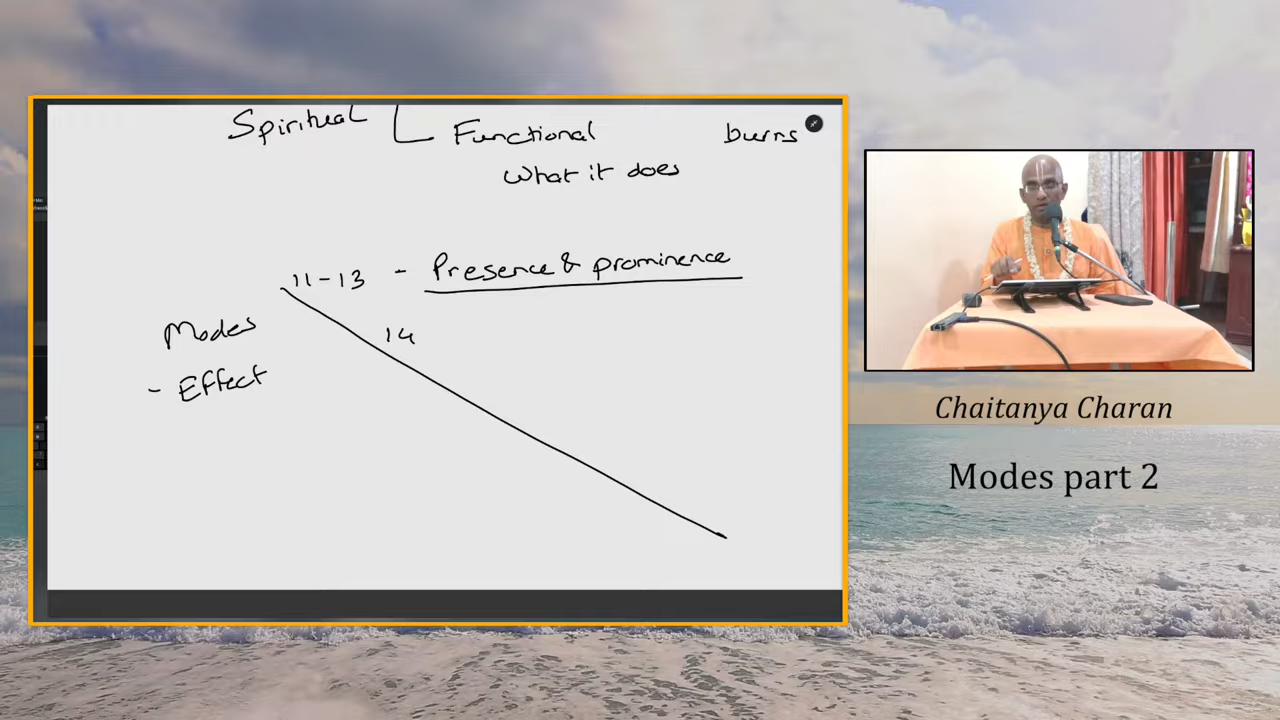 Spiritual
Functional
burns
What it does
11-13 - Presence & prominence
Modes
14
- Effect
Chaitanya Charan
Modes part 2